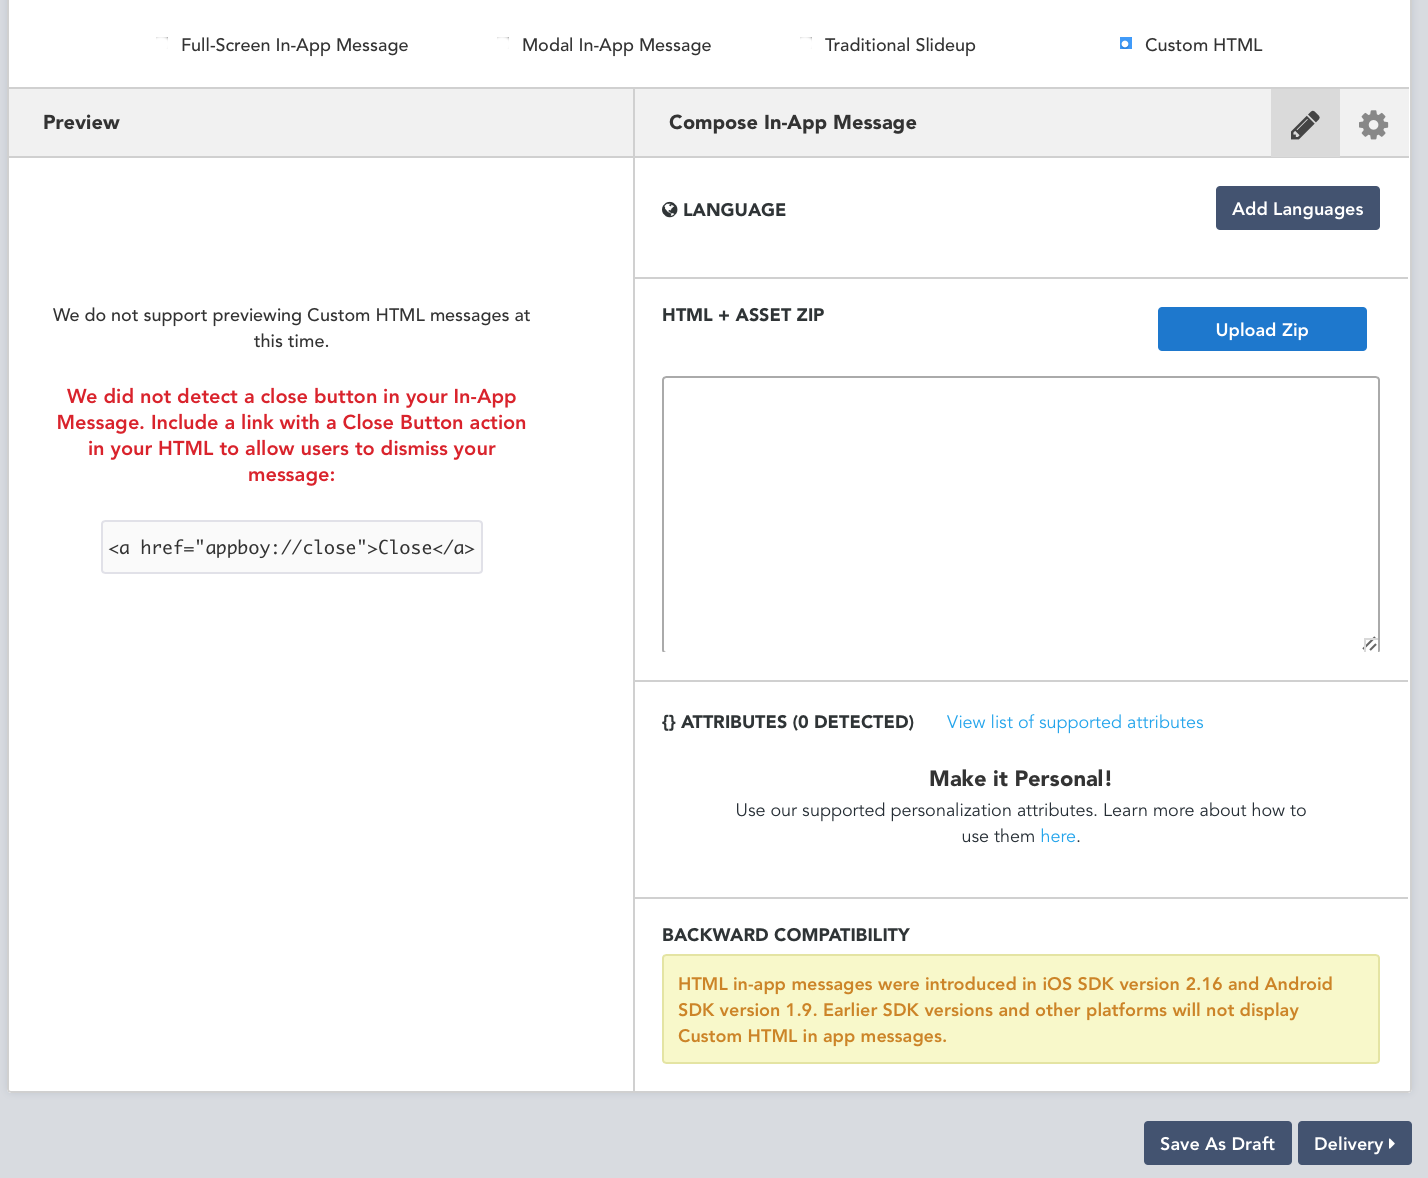 Full-Screen In-App Message
Modal In-App Message
Traditional Slideup
Custom HTML
Preview
Compose In-App Message
LANGUAGE
Add Languages
We do not support previewing Custom HTML messages at
this time.
We did not detect a close button in your In-App
Message. Include a link with a Close Button action
in your HTML to allow users to dismiss your
message:
<a href="appboy://close">Close</a>
HTML + ASSET ZIP
Upload Zip
{} ATTRIBUTES (0 DETECTED)
View list of supported attributes
Make it Personal!
Use our supported personalization attributes. Learn more about how to
use them here.
BACKWARD COMPATIBILITY
HTML in-app messages were introduced in iOS SDK version 2.16 and Android
SDK version 1.9. Earlier SDK versions and other platforms will not display
Custom HTML in app messages.
Save As Draft
Delivery